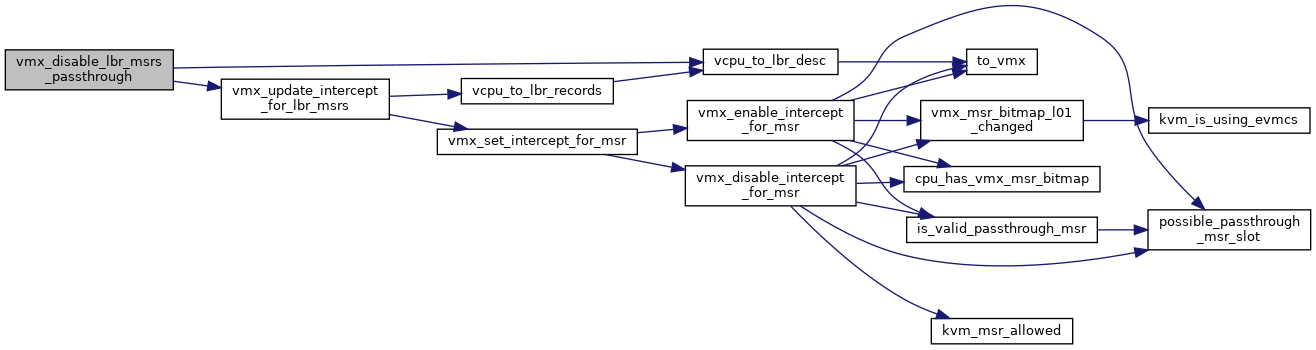 vmx_disable_lbr_msrs
_passthrough
vmx_update_intercept
_for_lbr_msrs
vcpu_to_lbr_records
vmx_set_intercept_for_msr
vcpu_to_lbr_desc
vmx_enable_intercept
_for_msr
vmx_disable_intercept
_for_msr
to_vmx
vmx_msr_bitmap_l01
_changed
cpu_has_vmx_msr_bitmap
is_valid_passthrough_msr
kvm_msr_allowed
kvm_is_using_evmcs
possible_passthrough
_msr_slot